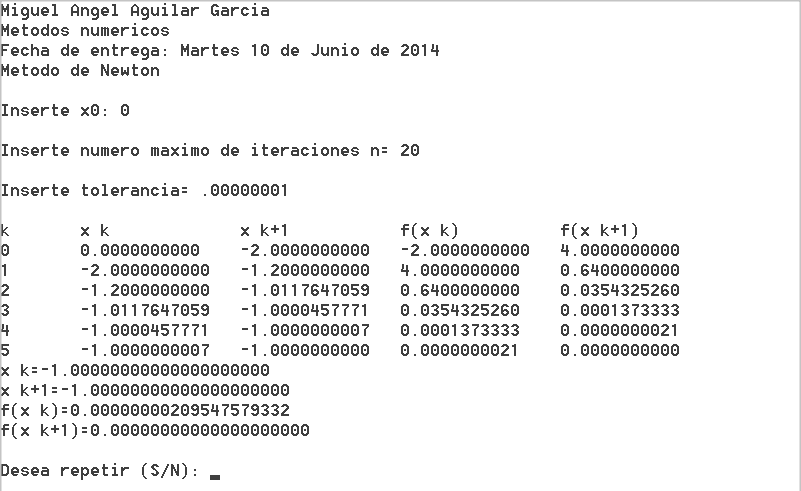 Miguel Angel Aguilar Garcia
Metodos numericos
Fecha de entrega: Martes 10 de Junio de 2014
Metodo de Newton
Inserte x0: 0
Inserte numero maximo de iteraciones n= 20
Inserte tolerancia= .00000001
k x k x k+1 f(x k) f(x k+1)
0 0.0000000000 -2.0000000000 -2.0000000000 4.0000000000
1 -2.0000000000 -1.2000000000 4.0000000000 0.6400000000
2 -1.2000000000 -1.0117647059 0.6400000000 0.0354325260
3 -1.0117647059 -1.0000457771 0.0354325260 0.0001373333
4 -1.0000457771 -1.0000000007 0.0001373333 0.0000000021
5 -1.0000000007 -1.0000000000 0.0000000021 0.0000000000
x k=-1.00000000000000000000
x k+1=-1.00000000000000000000
f(x k)=0.00000000209547579332
f(x k+1)=0.00000000000000000000
Desea repetir (S/N): _